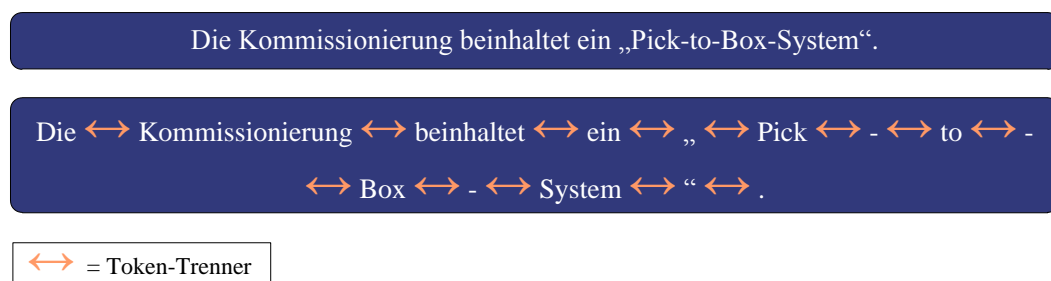 Die Kommissionierung beinhaltet ein „Pick-to-Box-System“.
Die ↔ Kommissionierung ↔ beinhaltet ↔ ein ↔ „ ↔ Pick ↔ - ↔ to ↔ -
↔ Box ↔ - ↔ System ↔ “ ↔ .
↔ = Token-Trenner